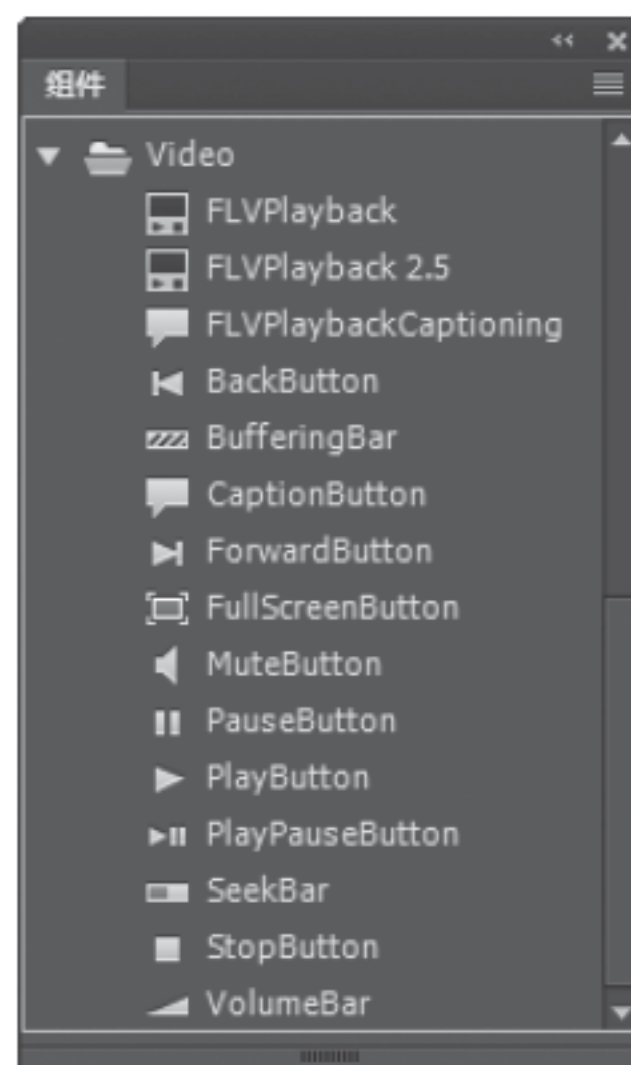 组件
Video
FLVPlayback
FLVPlayback 2.5
FLVPlaybackCaptioning
BackButton
BufferingBar
CaptionButton
ForwardButton
FullScreenButton
MuteButton
PauseButton
PlayButton
PlayPauseButton
SeekBar
StopButton
VolumeBar